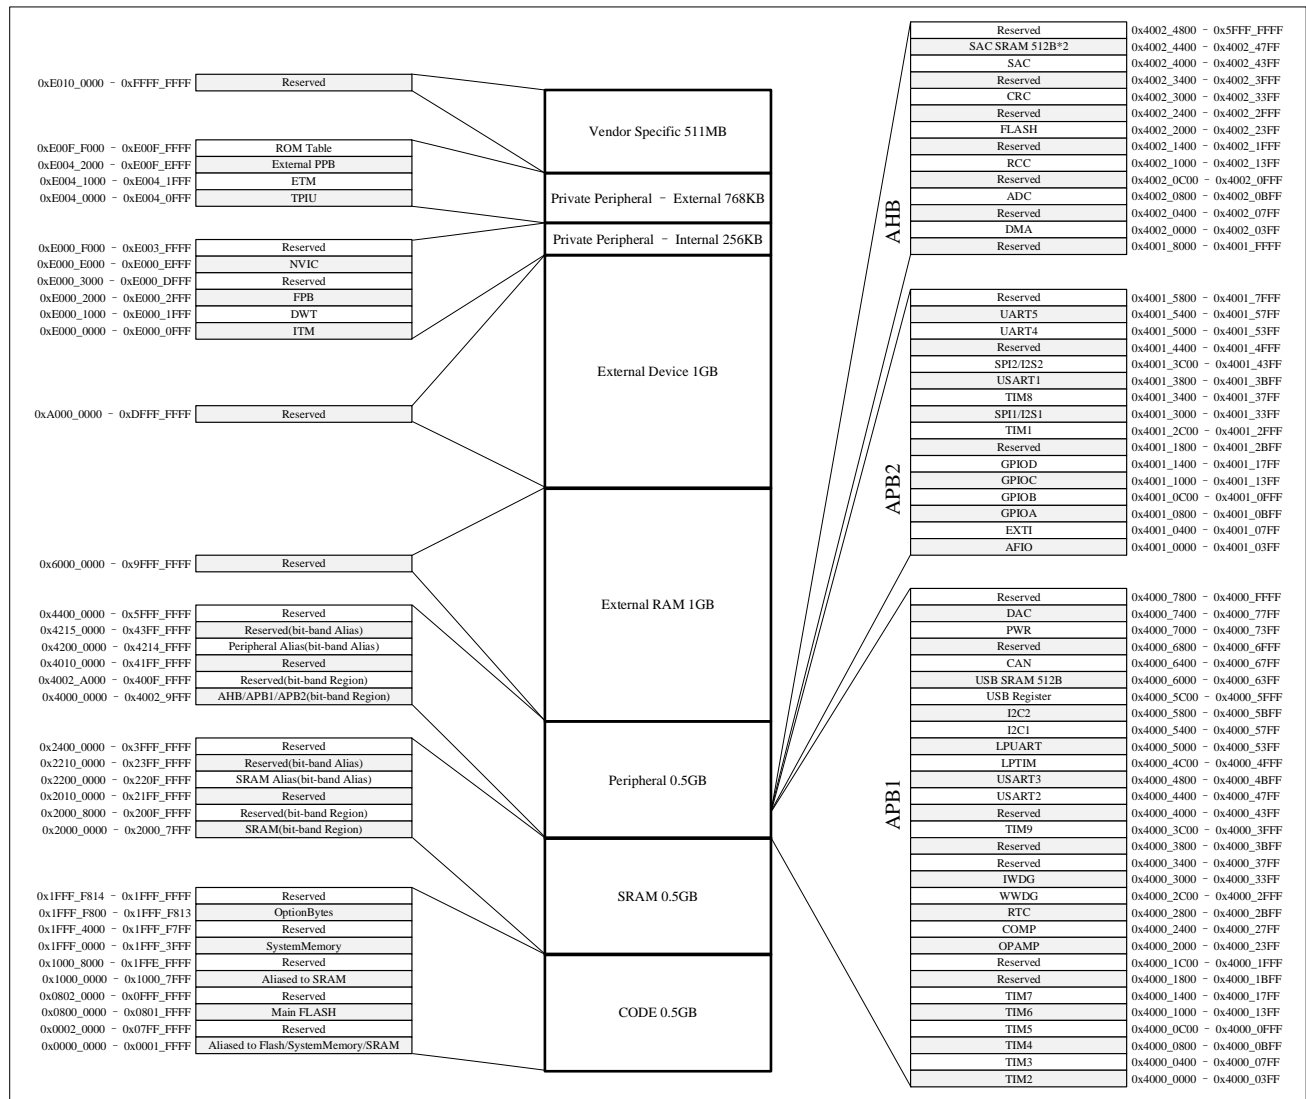 0xE010_0000 - 0xFFFF_FFFF Reserved
0xE00F_F000 - 0xE00F_FFFF ROM Table
0xE004_2000 - 0xE00F_EFFF External PPB
0xE004_1000 - 0xE004_1FFF ETM
0xE004_0000 - 0xE004_0FFF TPIU
0xE000_F000 - 0xE003_FFFF Reserved
0xE000_E000 - 0xE000_EFFF NVIC
0xE000_3000 - 0xE000_DFFF Reserved
0xE000_2000 - 0xE000_2FFF FPB
0xE000_1000 - 0xE000_1FFF DWT
0xE000_0000 - 0xE000_0FFF ITM
0xA000_0000 - 0xDFFF_FFFF Reserved
0x6000_0000 - 0x9FFF_FFFF Reserved
0x4400_0000 - 0x5FFF_FFFF Reserved
0x4215_0000 - 0x43FF_FFFF Reserved(bit-band Alias)
0x4200_0000 - 0x4214_FFFF Peripheral Alias(bit-band Alias)
0x4010_0000 - 0x41FF_FFFF Reserved
0x4002_A000 - 0x400F_FFFF Reserved(bit-band Region)
0x4000_0000 - 0x4002_9FFF AHB/APB1/APB2(bit-band Region)
0x2400_0000 - 0x3FFF_FFFF Reserved
0x2210_0000 - 0x23FF_FFFF Reserved(bit-band Alias)
0x2200_0000 - 0x220F_FFFF SRAM Alias(bit-band Alias)
0x2010_0000 - 0x21FF_FFFF Reserved
0x2000_8000 - 0x200F_FFFF Reserved(bit-band Region)
0x2000_0000 - 0x2000_7FFF SRAM(bit-band Region)
0x1FFF_F814 - 0x1FFF_FFFF Reserved
0x1FFF_F800 - 0x1FFF_F813 OptionBytes
0x1FFF_4000 - 0x1FFF_F7FF Reserved
0x1FFF_0000 - 0x1FFF_3FFF SystemMemory
0x1000_8000 - 0x1FFE_FFFF Reserved
0x1000_0000 - 0x1000_7FFF Aliased to SRAM
0x0802_0000 - 0x0FFF_FFFF Reserved
0x0800_0000 - 0x0801_FFFF Main FLASH
0x0002_0000 - 0x07FF_FFFF Reserved
0x0000_0000 - 0x0001_FFFF Aliased to Flash/SystemMemory/SRAM
Vendor Specific 511MB
Private Peripheral - External 768KB
Private Peripheral - Internal 256KB
External Device 1GB
External RAM 1GB
Peripheral 0.5GB
SRAM 0.5GB
CODE 0.5GB
AHB
Reserved 0x4002_4800 - 0x5FFF_FFFF
SAC SRAM 512B*2 0x4002_4400 - 0x4002_47FF
SAC 0x4002_4000 - 0x4002_43FF
Reserved 0x4002_3400 - 0x4002_3FFF
CRC 0x4002_3000 - 0x4002_33FF
Reserved 0x4002_2400 - 0x4002_2FFF
FLASH 0x4002_2000 - 0x4002_23FF
Reserved 0x4002_1400 - 0x4002_1FFF
RCC 0x4002_1000 - 0x4002_13FF
Reserved 0x4002_0C00 - 0x4002_0FFF
ADC 0x4002_0800 - 0x4002_0BFF
Reserved 0x4002_0400 - 0x4002_07FF
DMA 0x4002_0000 - 0x4002_03FF
Reserved 0x4001_8000 - 0x4001_FFFF
APB2
Reserved 0x4001_5800 - 0x4001_7FFF
UART5 0x4001_5400 - 0x4001_57FF
UART4 0x4001_5000 - 0x4001_53FF
Reserved 0x4001_4400 - 0x4001_4FFF
SPI2/I2S2 0x4001_3C00 - 0x4001_43FF
USART1 0x4001_3800 - 0x4001_3BFF
TIM8 0x4001_3400 - 0x4001_37FF
SPI1/I2S1 0x4001_3000 - 0x4001_33FF
TIM1 0x4001_2C00 - 0x4001_2FFF
Reserved 0x4001_1800 - 0x4001_2BFF
GPIOD 0x4001_1400 - 0x4001_17FF
GPIOC 0x4001_1000 - 0x4001_13FF
GPIOB 0x4001_0C00 - 0x4001_0FFF
GPIOA 0x4001_0800 - 0x4001_0BFF
EXTI 0x4001_0400 - 0x4001_07FF
AFIO 0x4001_0000 - 0x4001_03FF
APB1
Reserved 0x4000_7800 - 0x4000_FFFF
DAC 0x4000_7400 - 0x4000_77FF
PWR 0x4000_7000 - 0x4000_73FF
Reserved 0x4000_6800 - 0x4000_6FFF
CAN 0x4000_6400 - 0x4000_67FF
USB SRAM 512B 0x4000_6000 - 0x4000_63FF
USB Register 0x4000_5C00 - 0x4000_5FFF
I2C2 0x4000_5800 - 0x4000_5BFF
I2C1 0x4000_5400 - 0x4000_57FF
LPUART 0x4000_5000 - 0x4000_53FF
LPTIM 0x4000_4C00 - 0x4000_4FFF
USART3 0x4000_4800 - 0x4000_4BFF
USART2 0x4000_4400 - 0x4000_47FF
Reserved 0x4000_4000 - 0x4000_43FF
TIM9 0x4000_3C00 - 0x4000_3FFF
Reserved 0x4000_3800 - 0x4000_3BFF
Reserved 0x4000_3400 - 0x4000_37FF
IWDG 0x4000_3000 - 0x4000_33FF
WWDG 0x4000_2C00 - 0x4000_2FFF
RTC 0x4000_2800 - 0x4000_2BFF
COMP 0x4000_2400 - 0x4000_27FF
OPAMP 0x4000_2000 - 0x4000_23FF
Reserved 0x4000_1C00 - 0x4000_1FFF
Reserved 0x4000_1800 - 0x4000_1BFF
TIM7 0x4000_1400 - 0x4000_17FF
TIM6 0x4000_1000 - 0x4000_13FF
TIM5 0x4000_0C00 - 0x4000_0FFF
TIM4 0x4000_0800 - 0x4000_0BFF
TIM3 0x4000_0400 - 0x4000_07FF
TIM2 0x4000_0000 - 0x4000_03FF